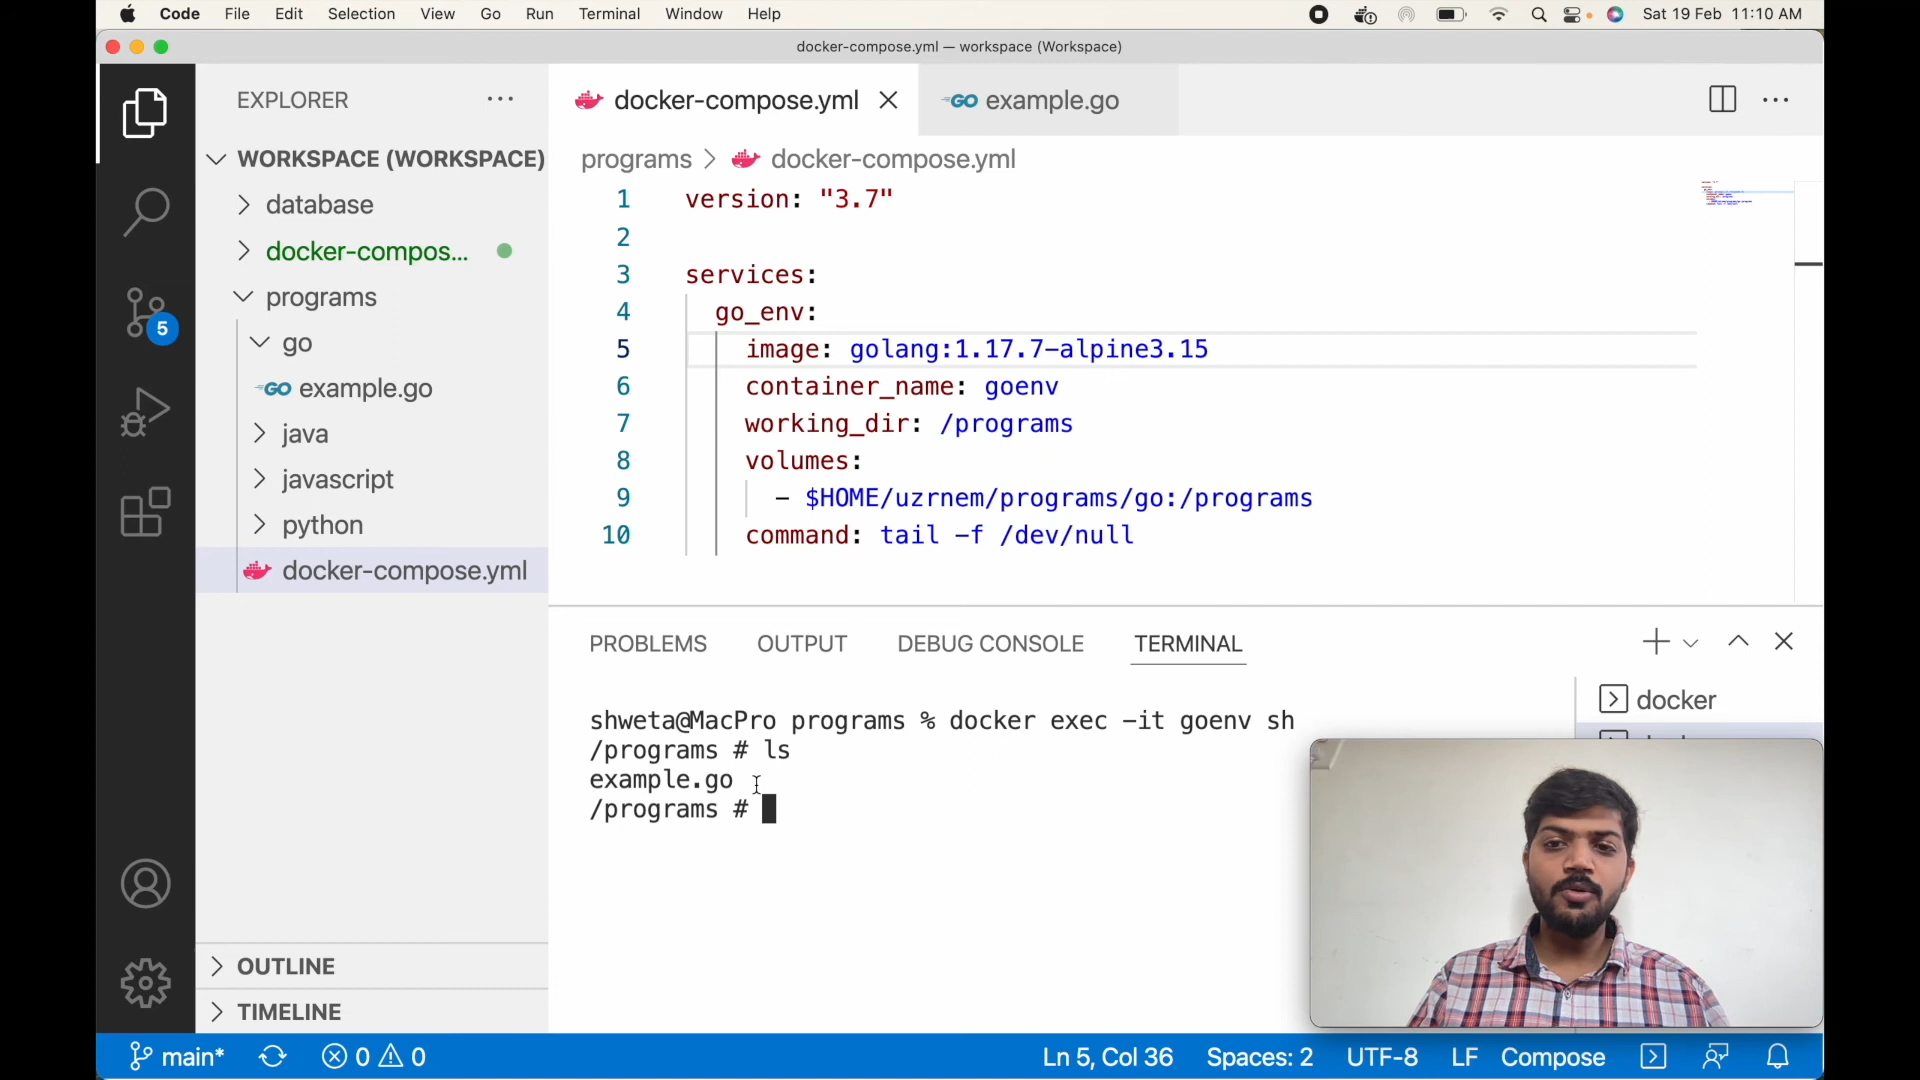 Code File Edit Selection View Go Run Terminal Window Help Sat 19 Feb 11:10 AM
docker-compose.yml — workspace (Workspace)
EXPLORER
WORKSPACE (WORKSPACE)
database
docker-compos...
programs
go
GO example.go
java
javascript
python
docker-compose.yml
OUTLINE
TIMELINE
5
docker-compose.yml
GO example.go
programs > docker-compose.yml
1 version: "3.7"
2
3 services:
4 go_env:
5 image: golang:1.17.7-alpine3.15
6 container_name: goenv
7 working_dir: /programs
8 volumes:
9 - $HOME/uzrnem/programs/go:/programs
10 command: tail -f /dev/null
PROBLEMS OUTPUT DEBUG CONSOLE TERMINAL
shweta@MacPro programs % docker exec -it goenv sh
/programs # ls
example.go
/programs #
docker
main* 0 0 Ln 5, Col 36 Spaces: 2 UTF-8 LF Compose